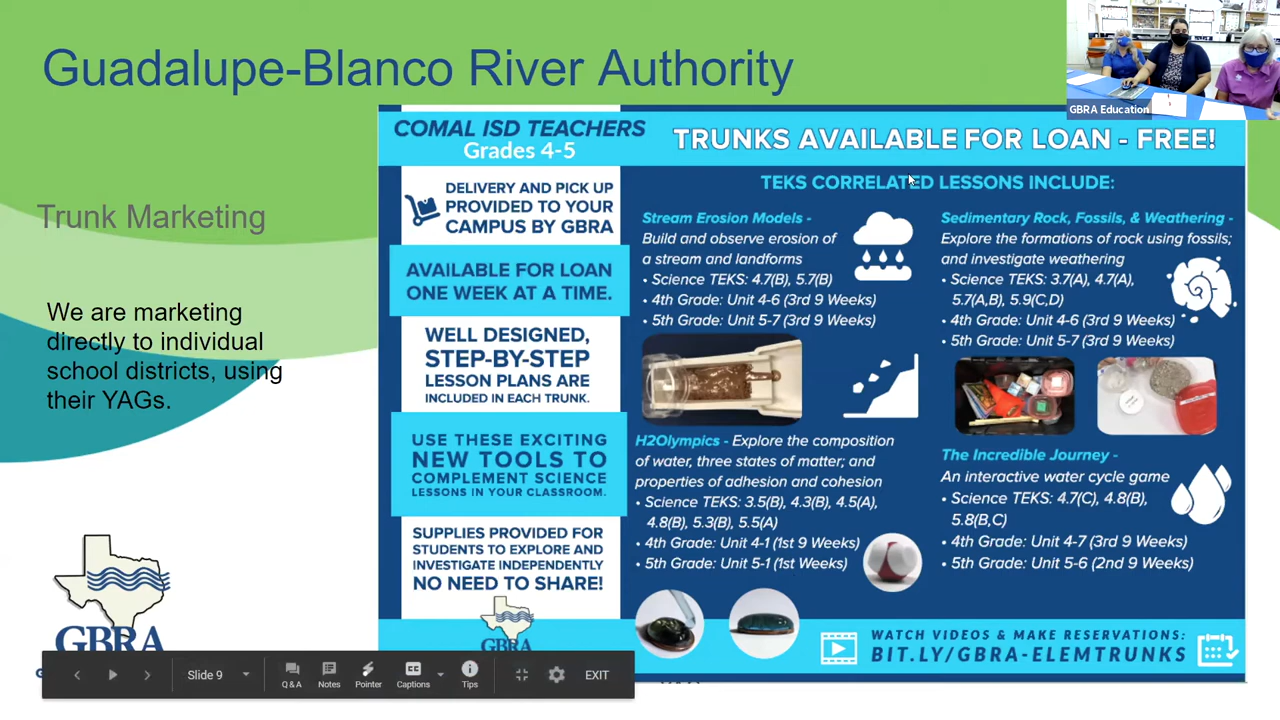 Guadalupe-Blanco River Authority
GBRA Education
Trunk Marketing
We are marketing
directly to individual
school districts, using
their YAGs.
COMAL ISD TEACHERS
Grades 4-5
DELIVERY AND PICK UP
PROVIDED TO YOUR
CAMPUS BY GBRA
AVAILABLE FOR LOAN
ONE WEEK AT A TIME.
WELL DESIGNED,
STEP-BY-STEP
LESSON PLANS ARE
INCLUDED IN EACH TRUNK.
USE THESE EXCITING
NEW TOOLS TO
COMPLEMENT SCIENCE
LESSONS IN YOUR CLASSROOM.
SUPPLIES PROVIDED FOR
STUDENTS TO EXPLORE AND
INVESTIGATE INDEPENDENTLY
NO NEED TO SHARE!
TRUNKS AVAILABLE FOR LOAN - FREE!
TEKS CORRELATED LESSONS INCLUDE:
Stream Erosion Models -
Build and observe erosion of
a stream and landforms
• Science TEKS: 4.7(B), 5.7(B)
• 4th Grade: Unit 4-6 (3rd 9 Weeks)
• 5th Grade: Unit 5-7 (3rd 9 Weeks)
H2Olympics - Explore the composition
of water, three states of matter; and
properties of adhesion and cohesion
• Science TEKS: 3.5(B), 4.3(B), 4.5(A),
4.8(B), 5.3(B), 5.5(A)
• 4th Grade: Unit 4-1 (1st 9 Weeks)
• 5th Grade: Unit 5-1 (1st Weeks)
Sedimentary Rock, Fossils, & Weathering -
Explore the formations of rock using fossils;
and investigate weathering
• Science TEKS: 3.7(A), 4.7(A),
5.7(A,B), 5.9(C,D)
• 4th Grade: Unit 4-6 (3rd 9 Weeks)
• 5th Grade: Unit 5-7 (3rd 9 Weeks)
The Incredible Journey -
An interactive water cycle game
• Science TEKS: 4.7(C), 4.8(B),
5.8(B,C)
• 4th Grade: Unit 4-7 (3rd 9 Weeks)
• 5th Grade: Unit 5-6 (2nd 9 Weeks)
WATCH VIDEOS & MAKE RESERVATIONS:
BIT.LY/GBRA-ELEMTRUNKS
GBRA
GBRA
Slide 9
Q & A
Notes
Pointer
CC
Captions
Tips
EXIT